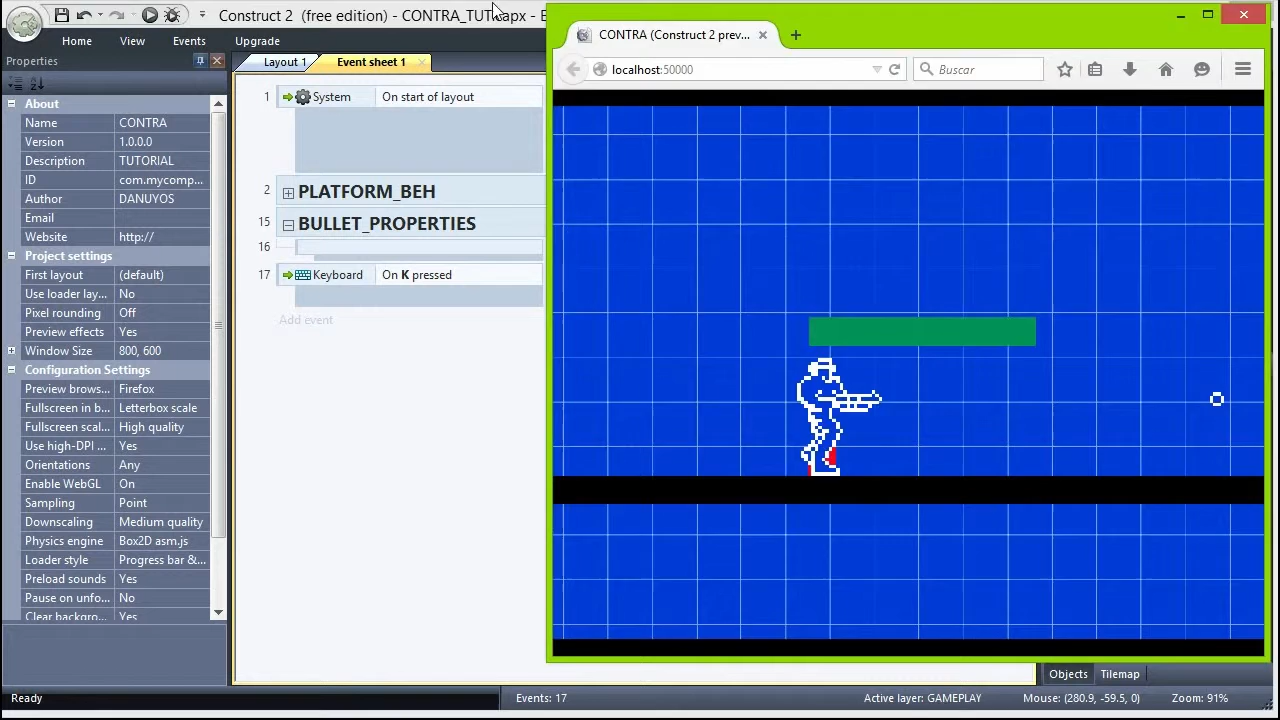 Construct 2 (free edition) - CONTRA_TUT.capx - E
Home View Events Upgrade
Properties
Layout 1 Event sheet 1
About
Name CONTRA
Version 1.0.0.0
Description TUTORIAL
ID com.mycomp...
Author DANUYOS
Email
Website http://
Project settings
First layout (default)
Use loader lay... No
Pixel rounding Off
Preview effects Yes
Window Size 800, 600
Configuration Settings
Preview brows... Firefox
Fullscreen in b... Letterbox scale
Fullscreen scal... High quality
Use high-DPI ... Yes
Orientations Any
Enable WebGL On
Sampling Point
Downscaling Medium quality
Physics engine Box2D asm.js
Loader style Progress bar &...
Preload sounds Yes
Pause on unfo... No
Clear backgro... Yes
1 System On start of layout
2 PLATFORM_BEH
15 BULLET_PROPERTIES
16
17 Keyboard On K pressed
Add event
CONTRA (Construct 2 prev...
localhost:50000
Buscar
Objects Tilemap
Ready
Events: 17
Active layer: GAMEPLAY
Mouse: (280.9, -59.5, 0)
Zoom: 91%